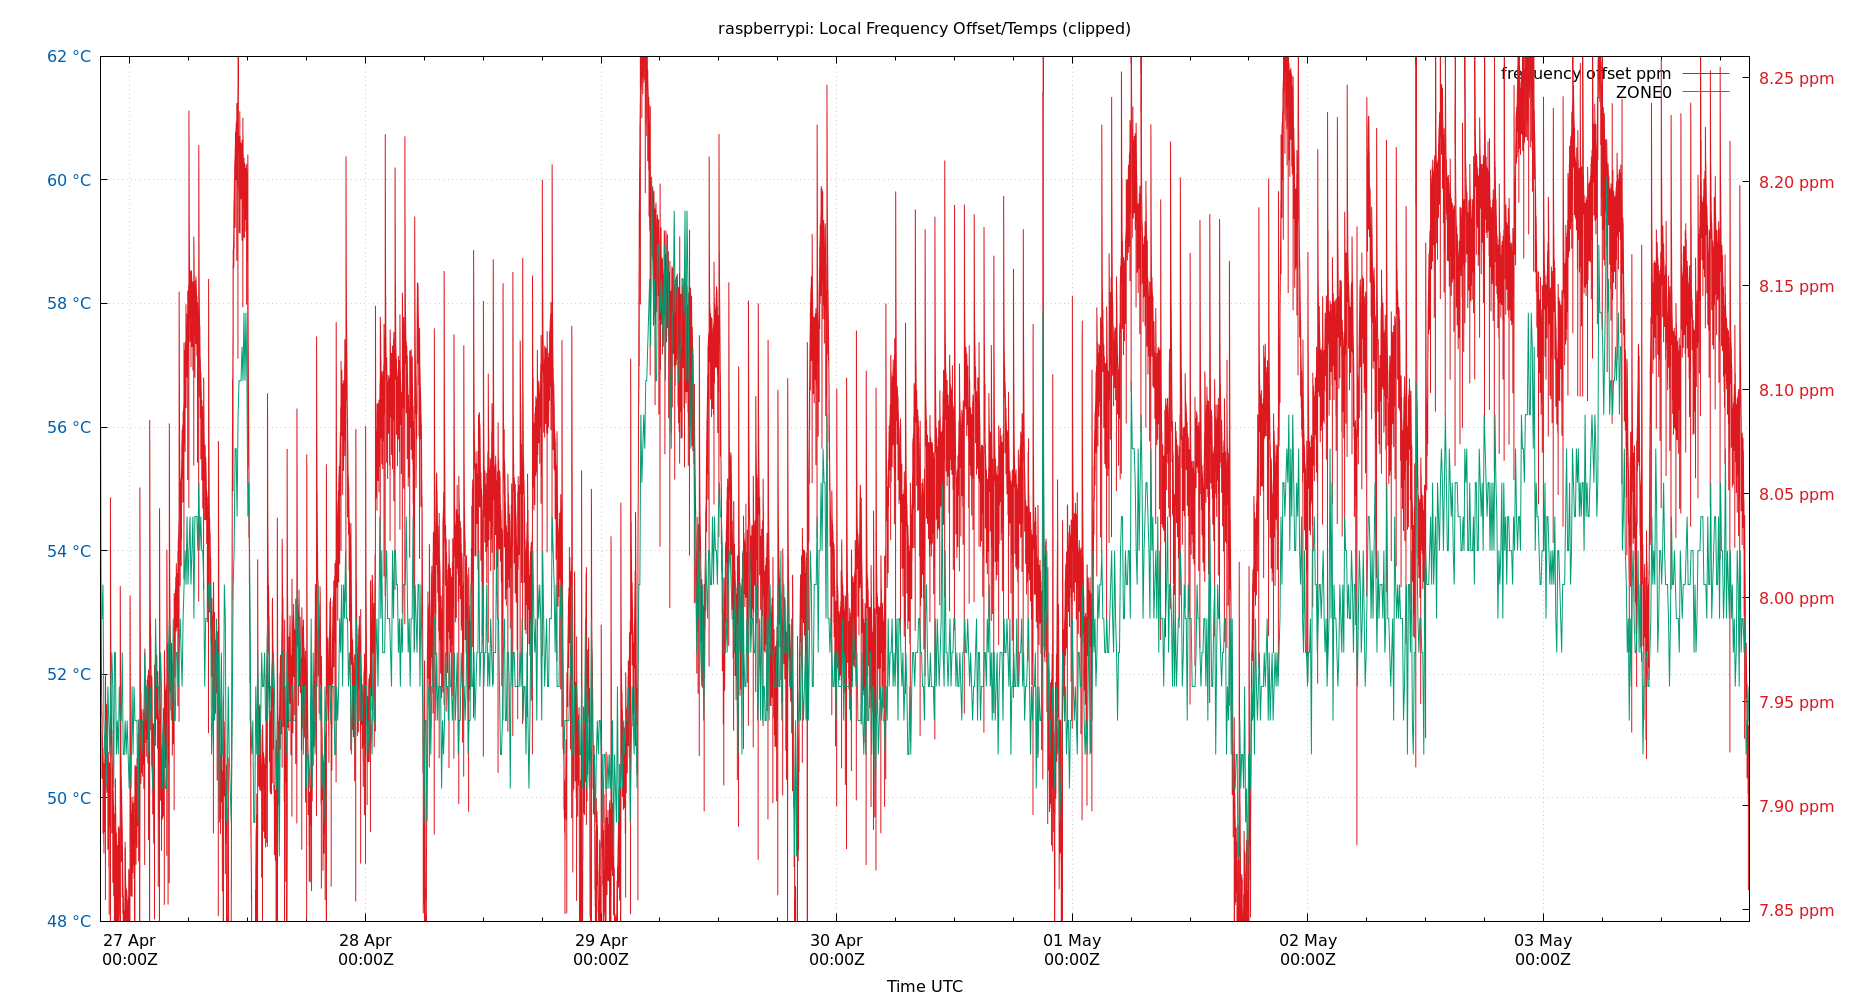 raspberrypi: Local Frequency Offset/Temps (clipped)
62 °C
60 °C
58 °C
56 °C
54 °C
52 °C
50 °C
48 °C
frequency offset ppm
ZONE0
8.25 ppm
8.20 ppm
8.15 ppm
8.10 ppm
8.05 ppm
8.00 ppm
7.95 ppm
7.90 ppm
7.85 ppm
27 Apr 28 Apr 29 Apr 30 Apr 01 May 02 May 03 May
00:00Z 00:00Z 00:00Z 00:00Z 00:00Z 00:00Z 00:00Z
Time UTC